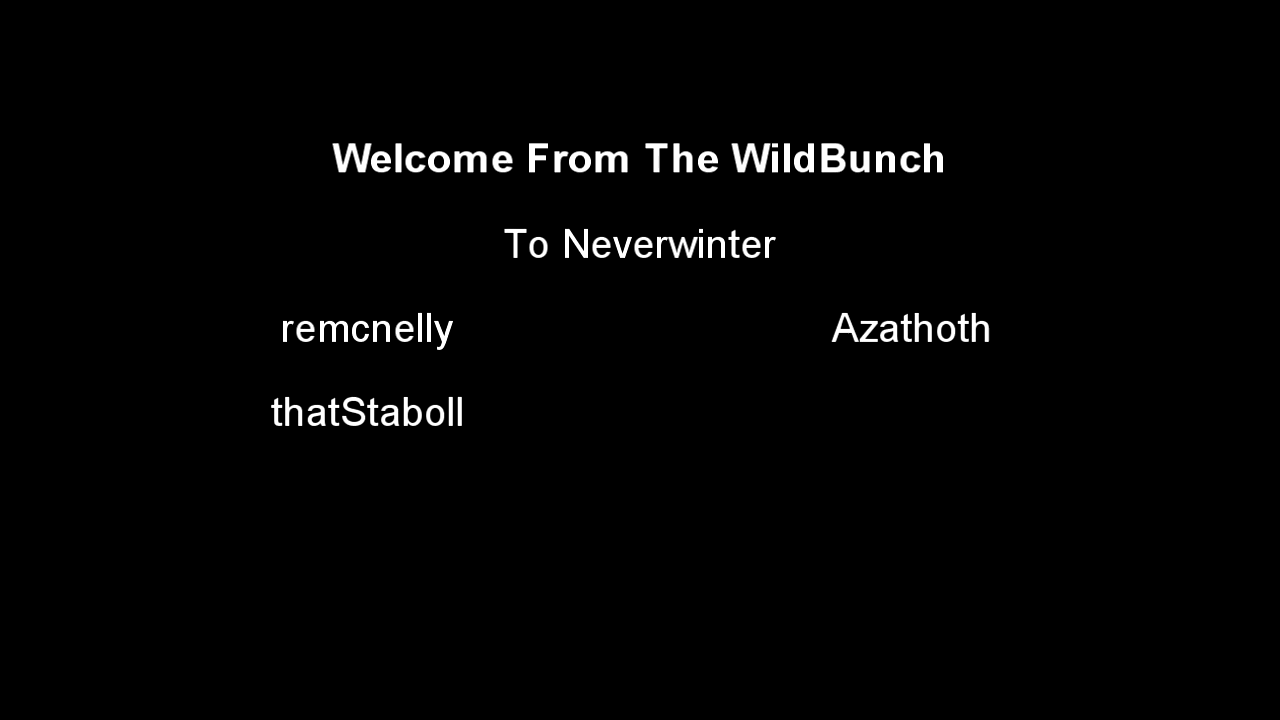 Welcome From The WildBunch
To Neverwinter
remcnelly Azathoth
thatStaboll